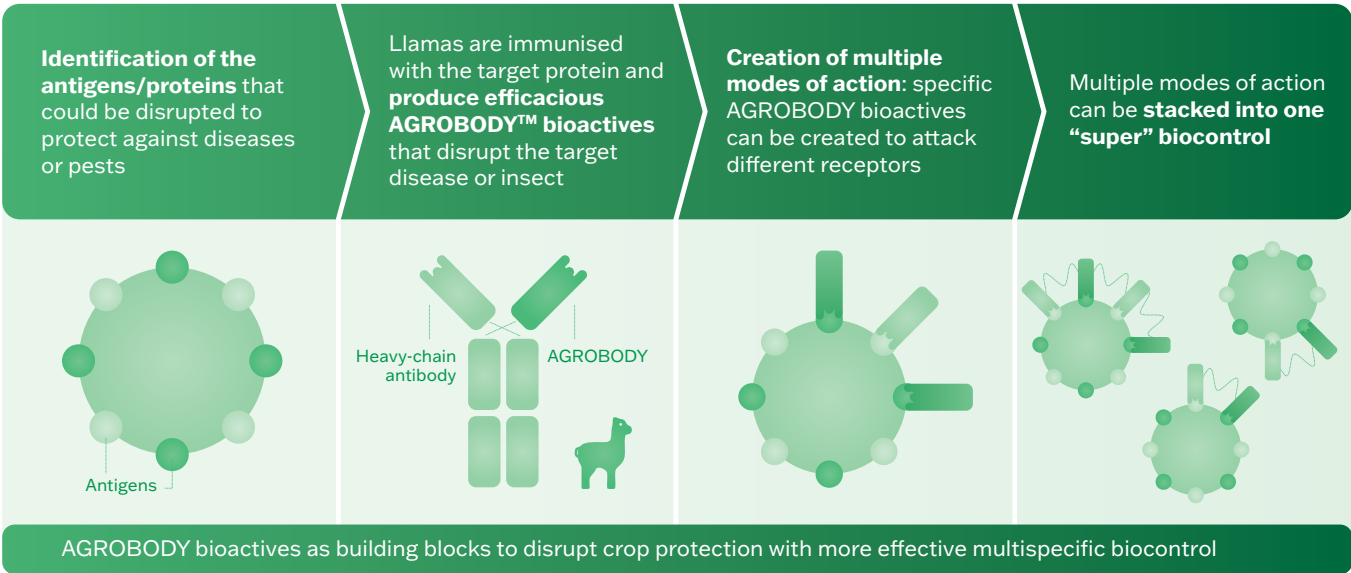 Identification of the
antigens/proteins that
could be disrupted to
protect against diseases
or pests
Llamas are immunised
with the target protein and
produce efficacious
AGROBODY™ bioactives
that disrupt the target
disease or insect
Creation of multiple
modes of action: specific
AGROBODY bioactives
can be created to attack
different receptors
Multiple modes of action
can be stacked into one
“super” biocontrol
Antigens
Heavy-chain
antibody
AGROBODY
AGROBODY bioactives as building blocks to disrupt crop protection with more effective multispecific biocontrol